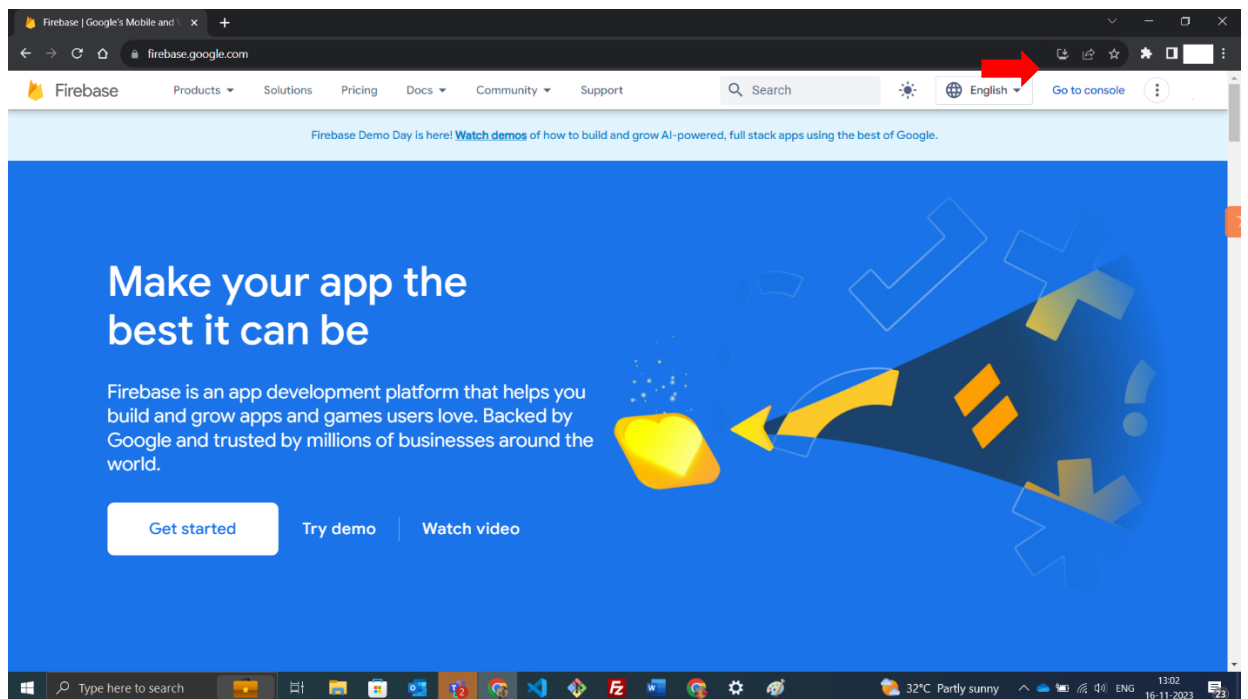 Firebase | Google's Mobile and
firebase.google.com
Firebase Products Solutions Pricing Docs Community Support Search English Go to console
Firebase Demo Day is here! Watch demos of how to build and grow AI-powered, full stack apps using the best of Google.
Make your app the
best it can be
Firebase is an app development platform that helps you
build and grow apps and games users love. Backed by
Google and trusted by millions of businesses around the
world.
Get started Try demo Watch video
Type here to search 32°C Partly sunny ENG 13:02
16-11-2023 23